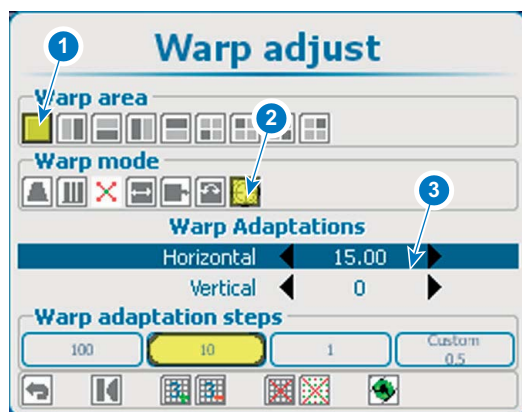 1
Warp adjust
Warp area
2
Warp mode
3
Warp Adaptations
Horizontal 15.00
Vertical 0
Warp adaptation steps
100 10 1 Custom
0.5